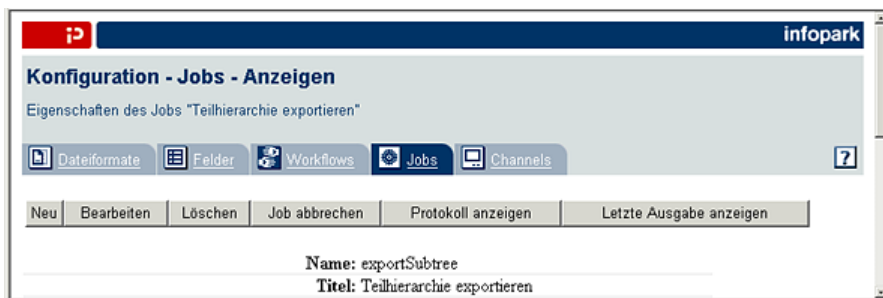 infopark
Konfiguration - Jobs - Anzeigen
Eigenschaften des Jobs "Teilhierarchie exportieren"
Dateiformate Felder Workflows Jobs Channels ?
Neu Bearbeiten Löschen Job abbrechen Protokoll anzeigen Letzte Ausgabe anzeigen
Name: exportSubtree
Titel: Teilhierarchie exportieren